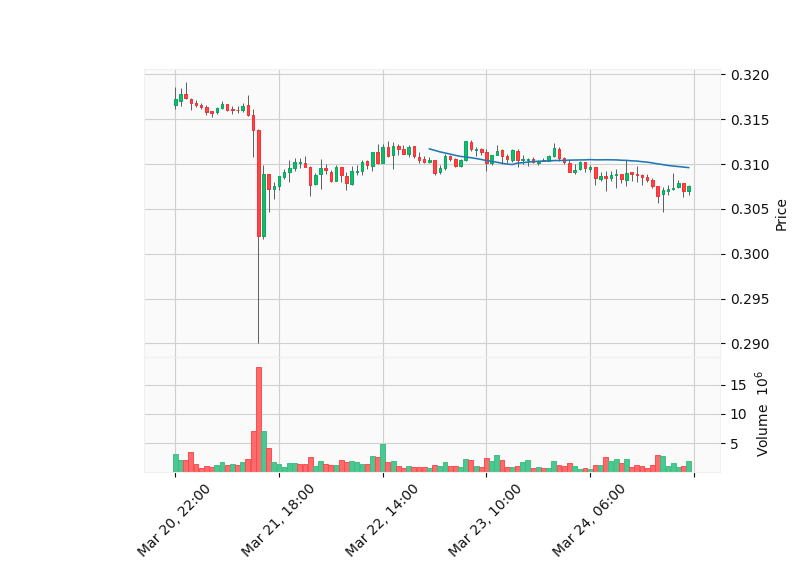 0.320
0.315
0.310
0.305
0.300
0.295
0.290
Price
15
10
5
Volume 10⁶
Mar 20, 22:00
Mar 21, 18:00
Mar 22, 14:00
Mar 23, 10:00
Mar 24, 06:00